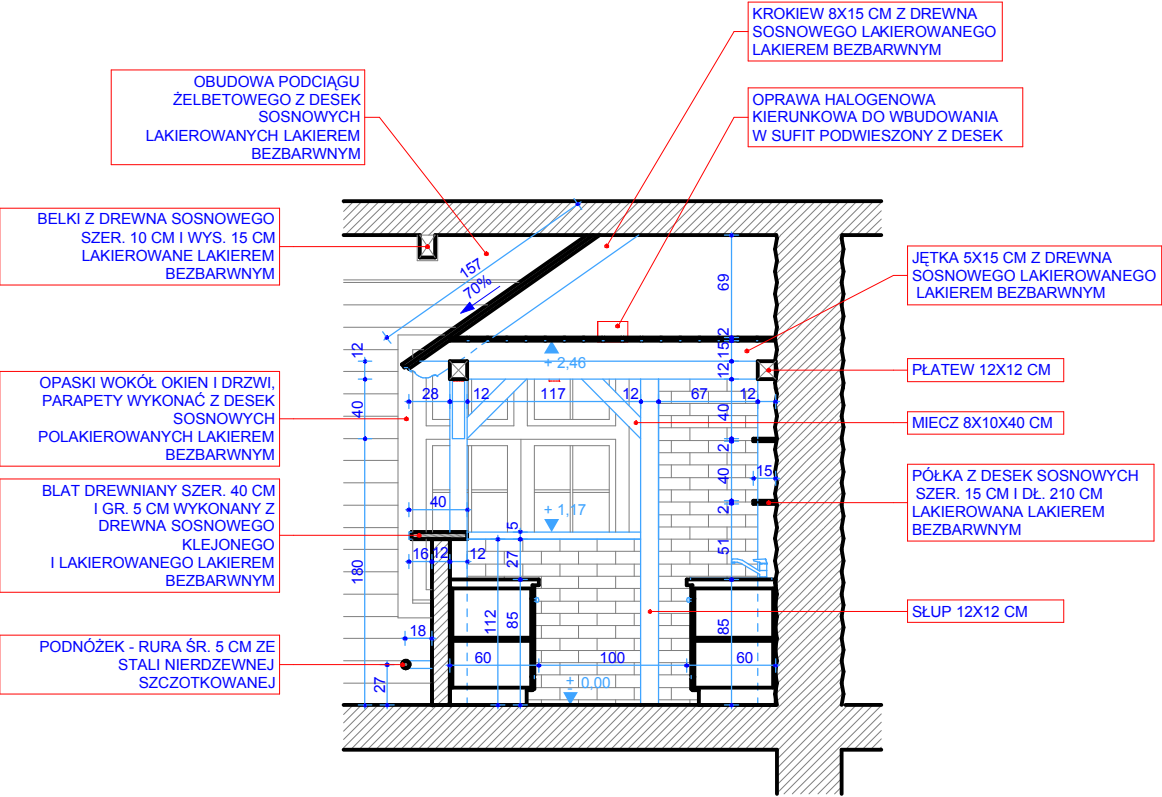 KROKIEW 8X15 CM Z DREWNA
SOSNOWEGO LAKIEROWANEGO
LAKIEREM BEZBARWNYM
OBUDOWA PODCIĄGU
ŻELBETOWEGO Z DESEK
SOSNOWYCH
LAKIEROWANYCH LAKIEREM
BEZBARWNYM
OPRAWA HALOGENOWA
KIERUNKOWA DO WBUDOWANIA
W SUFIT PODWIESZONY Z DESEK
BELKI Z DREWNA SOSNOWEGO
SZER. 10 CM I WYS. 15 CM
LAKIEROWANE LAKIEREM
BEZBARWNYM
JĘTKA 5X15 CM Z DREWNA
SOSNOWEGO LAKIEROWANEGO
LAKIEREM BEZBARWNYM
PŁATEW 12X12 CM
OPASKI WOKÓŁ OKIEN I DRZWI,
PARAPETY WYKONAĆ Z DESEK
SOSNOWYCH
POLAKIEROWANYCH LAKIEREM
BEZBARWNYM
MIECZ 8X10X40 CM
PÓŁKA Z DESEK SOSNOWYCH
SZER. 15 CM I DŁ. 210 CM
LAKIEROWANA LAKIEREM
BEZBARWNYM
BLAT DREWNIANY SZER. 40 CM
I GR. 5 CM WYKONANY Z
DREWNA SOSNOWEGO
KLEJONEGO
I LAKIEROWANEGO LAKIEREM
BEZBARWNYM
SŁUP 12X12 CM
PODNÓŻEK - RURA ŚR. 5 CM ZE
STALI NIERDZEWNEJ
SZCZOTKOWANEJ
157
70%
69
2
15
12
12
40
180
+ 2,46
28
12
117
12
67
12
40
2
40
2
51
15
40
+ 1,17
5
27
16
12
12
112
85
85
18
27
60
100
60
± 0,00